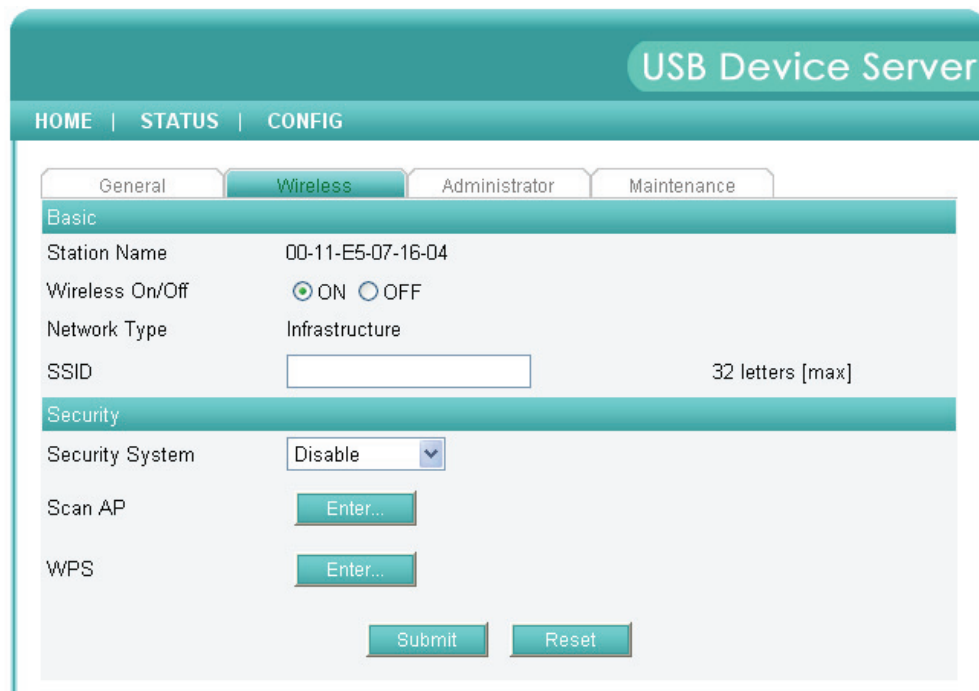 USB Device Server
HOME | STATUS | CONFIG
General Wireless Administrator Maintenance
Basic
Station Name 00-11-E5-07-16-04
Wireless On/Off ON OFF
Network Type Infrastructure
SSID 32 letters [max]
Security
Security System Disable
Scan AP Enter...
WPS Enter...
Submit Reset